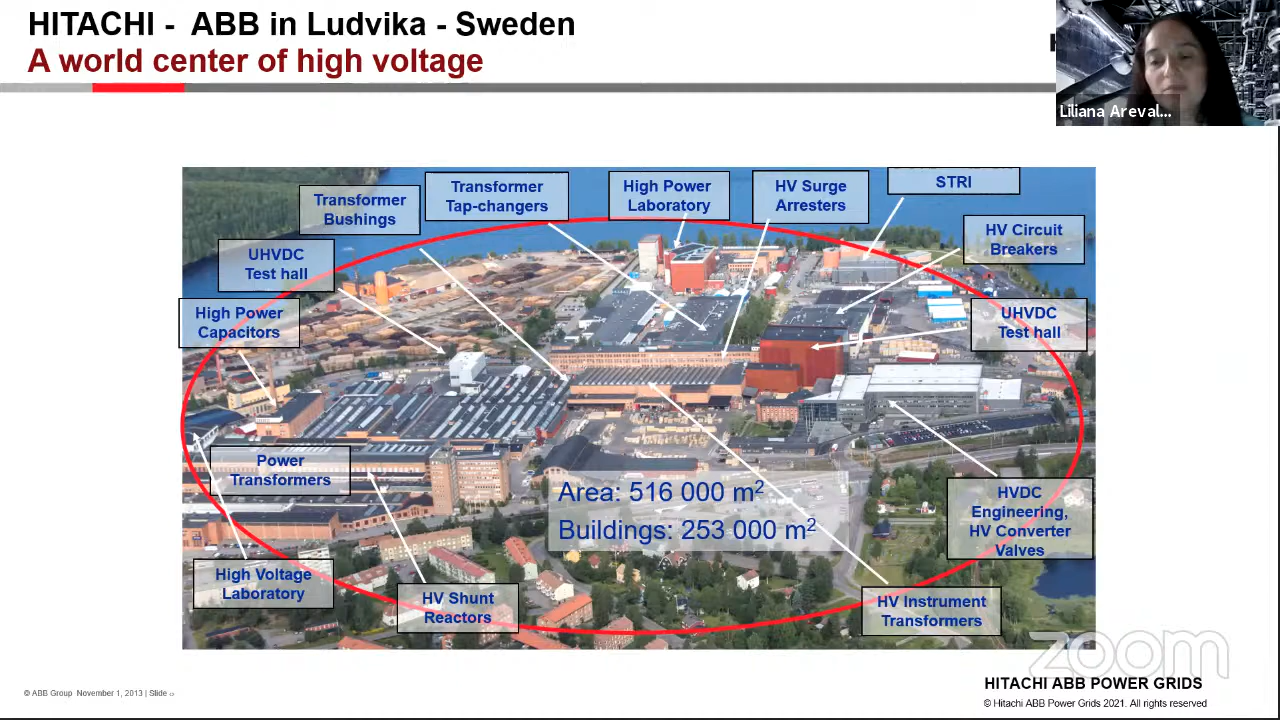 HITACHI - ABB in Ludvika - Sweden
A world center of high voltage
Liliana Areval...
Transformer
Bushings
Transformer
Tap-changers
High Power
Laboratory
HV Surge
Arresters
STRI
HV Circuit
Breakers
UHVDC
Test hall
High Power
Capacitors
UHVDC
Test hall
Power
Transformers
Area: 516 000 m²
Buildings: 253 000 m²
HVDC
Engineering,
HV Converter
Valves
High Voltage
Laboratory
HV Shunt
Reactors
HV Instrument
Transformers
zoom
HITACHI ABB POWER GRIDS
© Hitachi ABB Power Grids 2021. All rights reserved
© ABB Group November 1, 2013 | Slide